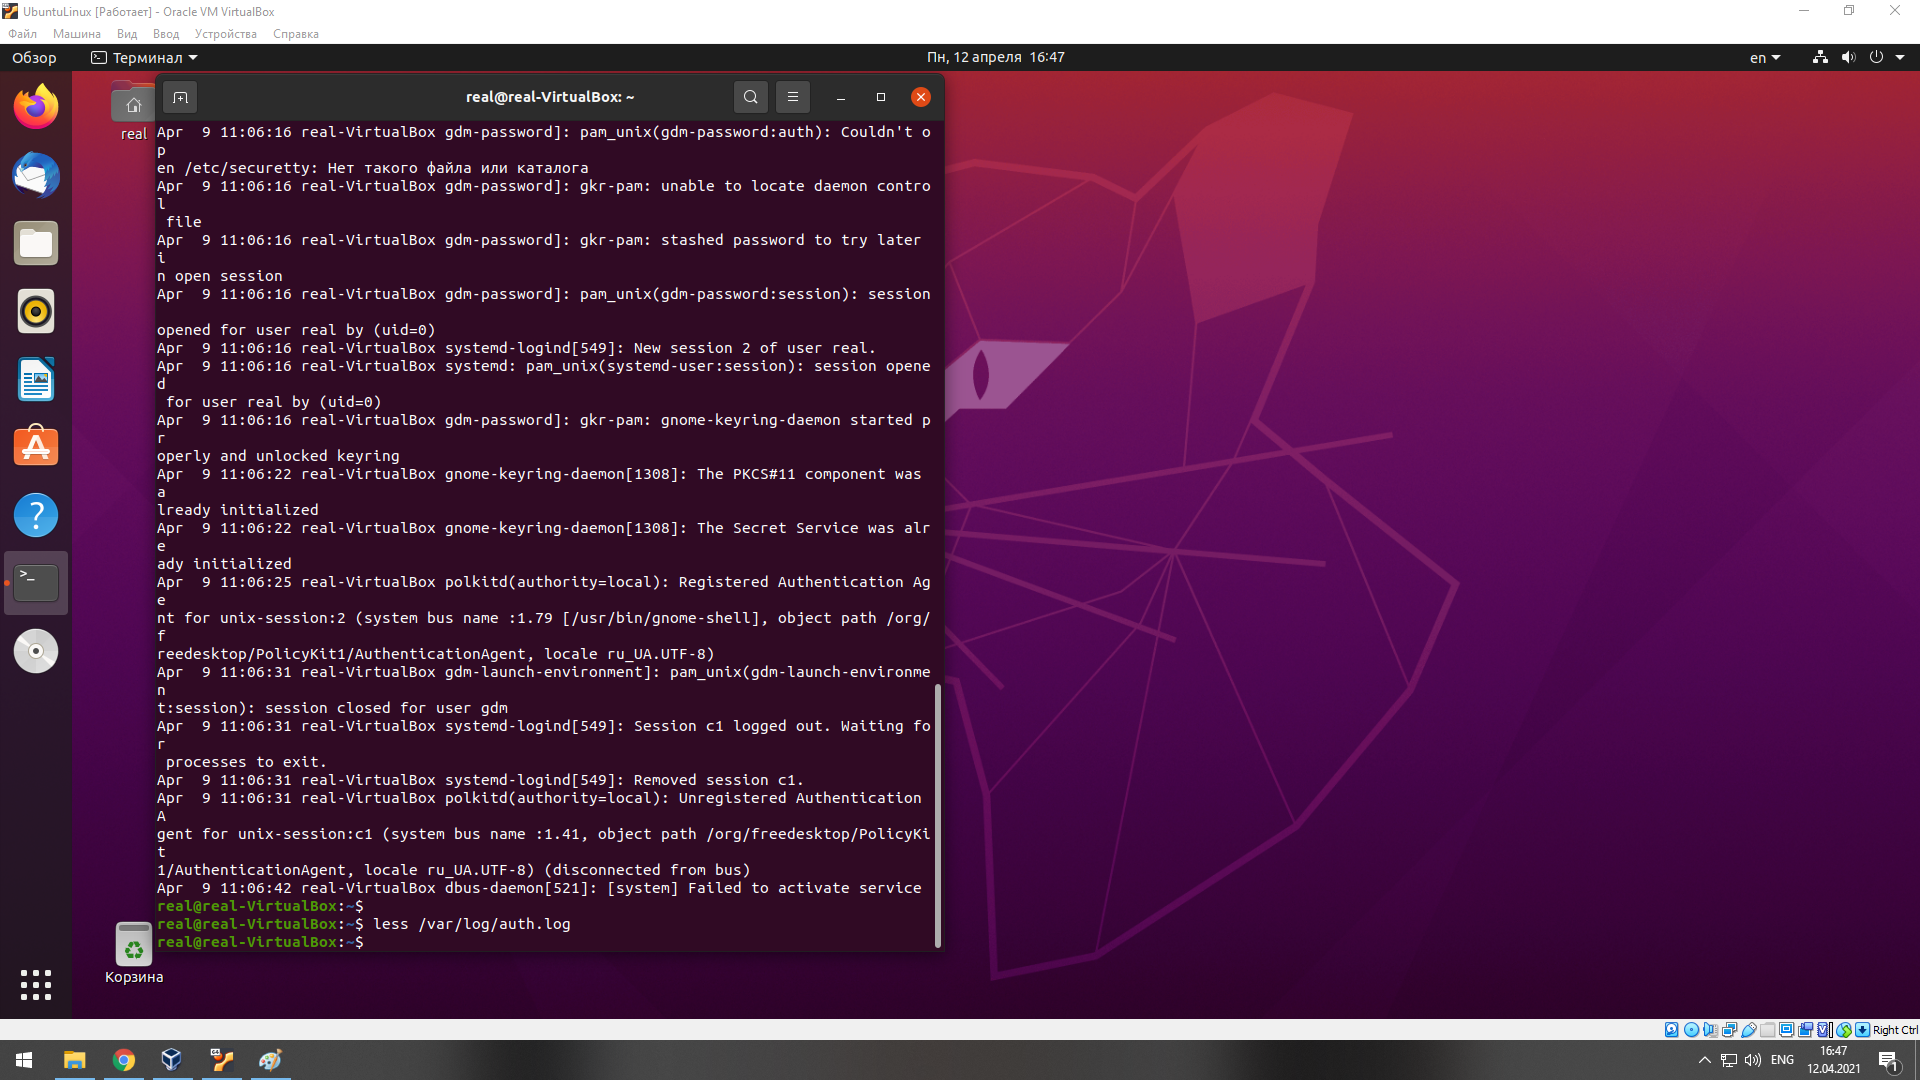 UbuntuLinux [Работает] - Oracle VM VirtualBox
Файл Машина Вид Ввод Устройства Справка
Обзор Терминал Пн, 12 апреля 16:47 en
real@real-VirtualBox: ~
real
Apr  9 11:06:16 real-VirtualBox gdm-password]: pam_unix(gdm-password:auth): Couldn't o
p
en /etc/securetty: Нет такого файла или каталога
Apr  9 11:06:16 real-VirtualBox gdm-password]: gkr-pam: unable to locate daemon contro
l
 file
Apr  9 11:06:16 real-VirtualBox gdm-password]: gkr-pam: stashed password to try later
i
n open session
Apr  9 11:06:16 real-VirtualBox gdm-password]: pam_unix(gdm-password:session): session
opened for user real by (uid=0)
Apr  9 11:06:16 real-VirtualBox systemd-logind[549]: New session 2 of user real.
Apr  9 11:06:16 real-VirtualBox systemd: pam_unix(systemd-user:session): session opene
d
 for user real by (uid=0)
Apr  9 11:06:16 real-VirtualBox gdm-password]: gkr-pam: gnome-keyring-daemon started p
r
operly and unlocked keyring
Apr  9 11:06:22 real-VirtualBox gnome-keyring-daemon[1308]: The PKCS#11 component was
a
lready initialized
Apr  9 11:06:22 real-VirtualBox gnome-keyring-daemon[1308]: The Secret Service was alr
e
ady initialized
Apr  9 11:06:25 real-VirtualBox polkitd(authority=local): Registered Authentication Ag
e
nt for unix-session:2 (system bus name :1.79 [/usr/bin/gnome-shell], object path /org/
f
reedesktop/PolicyKit1/AuthenticationAgent, locale ru_UA.UTF-8)
Apr  9 11:06:31 real-VirtualBox gdm-launch-environment]: pam_unix(gdm-launch-environme
n
t:session): session closed for user gdm
Apr  9 11:06:31 real-VirtualBox systemd-logind[549]: Session c1 logged out. Waiting fo
r
 processes to exit.
Apr  9 11:06:31 real-VirtualBox systemd-logind[549]: Removed session c1.
Apr  9 11:06:31 real-VirtualBox polkitd(authority=local): Unregistered Authentication
A
gent for unix-session:c1 (system bus name :1.41, object path /org/freedesktop/PolicyKi
t
1/AuthenticationAgent, locale ru_UA.UTF-8) (disconnected from bus)
Apr  9 11:06:42 real-VirtualBox dbus-daemon[521]: [system] Failed to activate service
real@real-VirtualBox:~$
real@real-VirtualBox:~$ less /var/log/auth.log
real@real-VirtualBox:~$
Корзина
Right Ctrl
ENG
16:47
12.04.2021
1